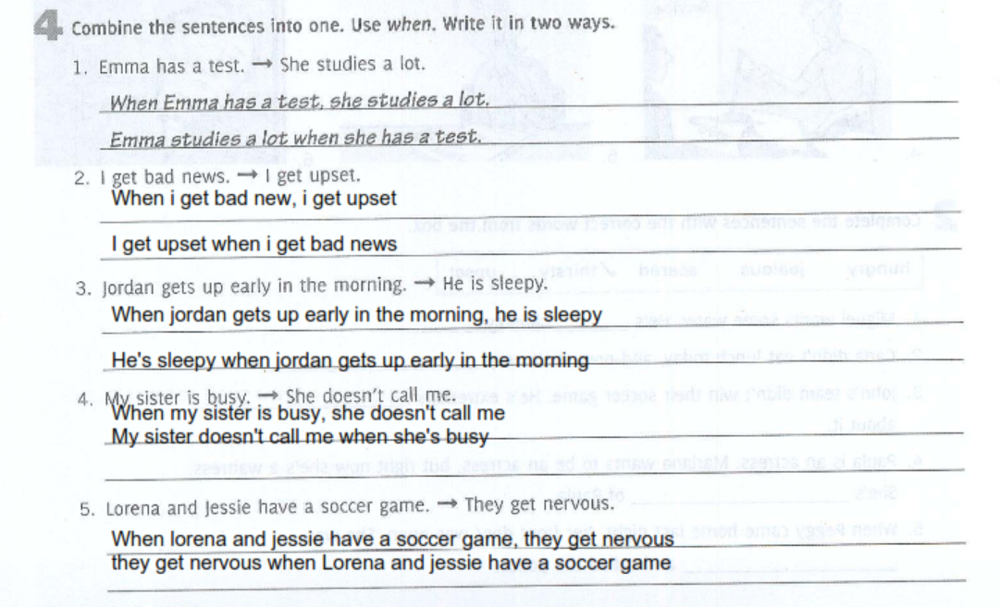 4 Combine the sentences into one. Use when. Write it in two ways.
1. Emma has a test. → She studies a lot.
When Emma has a test, she studies a lot.
Emma studies a lot when she has a test.
2. I get bad news. → I get upset.
When i get bad new, i get upset
I get upset when i get bad news
3. Jordan gets up early in the morning. → He is sleepy.
When jordan gets up early in the morning, he is sleepy
He's sleepy when jordan gets up early in the morning
4. My sister is busy. → She doesn't call me.
When my sister is busy, she doesn't call me
My sister doesn't call me when she's busy
5. Lorena and Jessie have a soccer game. → They get nervous.
When lorena and jessie have a soccer game, they get nervous
they get nervous when Lorena and jessie have a soccer game